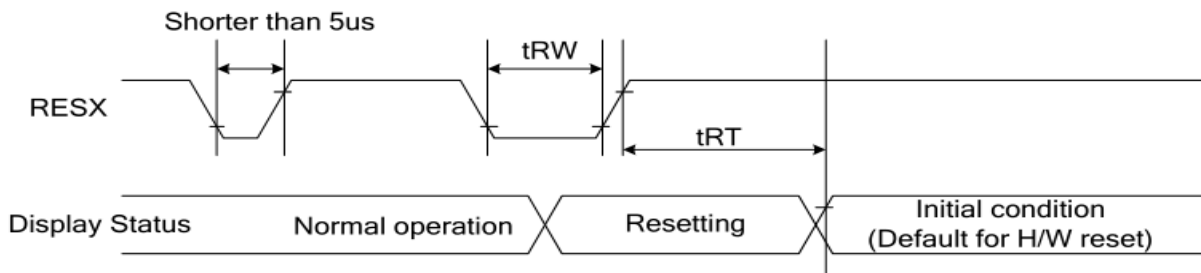 Shorter than 5us
tRW
RESX
tRT
Display Status
Normal operation
Resetting
Initial condition
(Default for H/W reset)